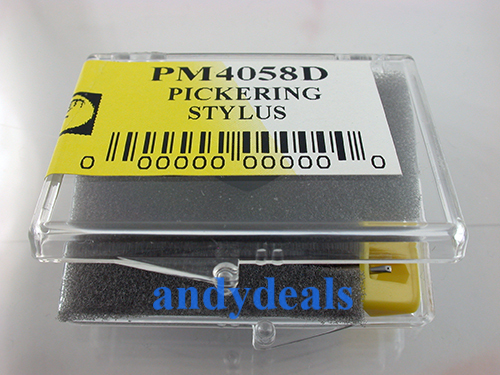 PM4058D
PICKERING
STYLUS
0 00000 00000 0
andydeals